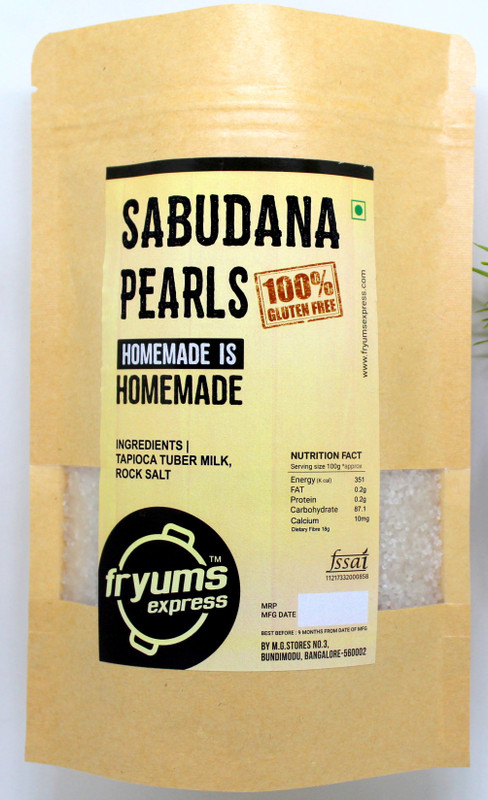 SABUDANA
PEARLS
100%
GLUTEN FREE
www.fryumsexpress.com
HOMEMADE IS
HOMEMADE
INGREDIENTS |
TAPIOCA TUBER MILK,
ROCK SALT
NUTRITION FACT
Serving size 100g *approx
Energy (K cal) 351
FAT 0.2g
Protein 0.2g
Carbohydrate 87.1
Calcium 10mg
Dietary Fibre 18g
fssai
11217332000858
fryums TM
express
MRP
MFG DATE
BEST BEFORE : 9 MONTHS FROM DATE OF MFG
BY M.G.STORES NO.3,
BUNDIMODU, BANGALORE-560002